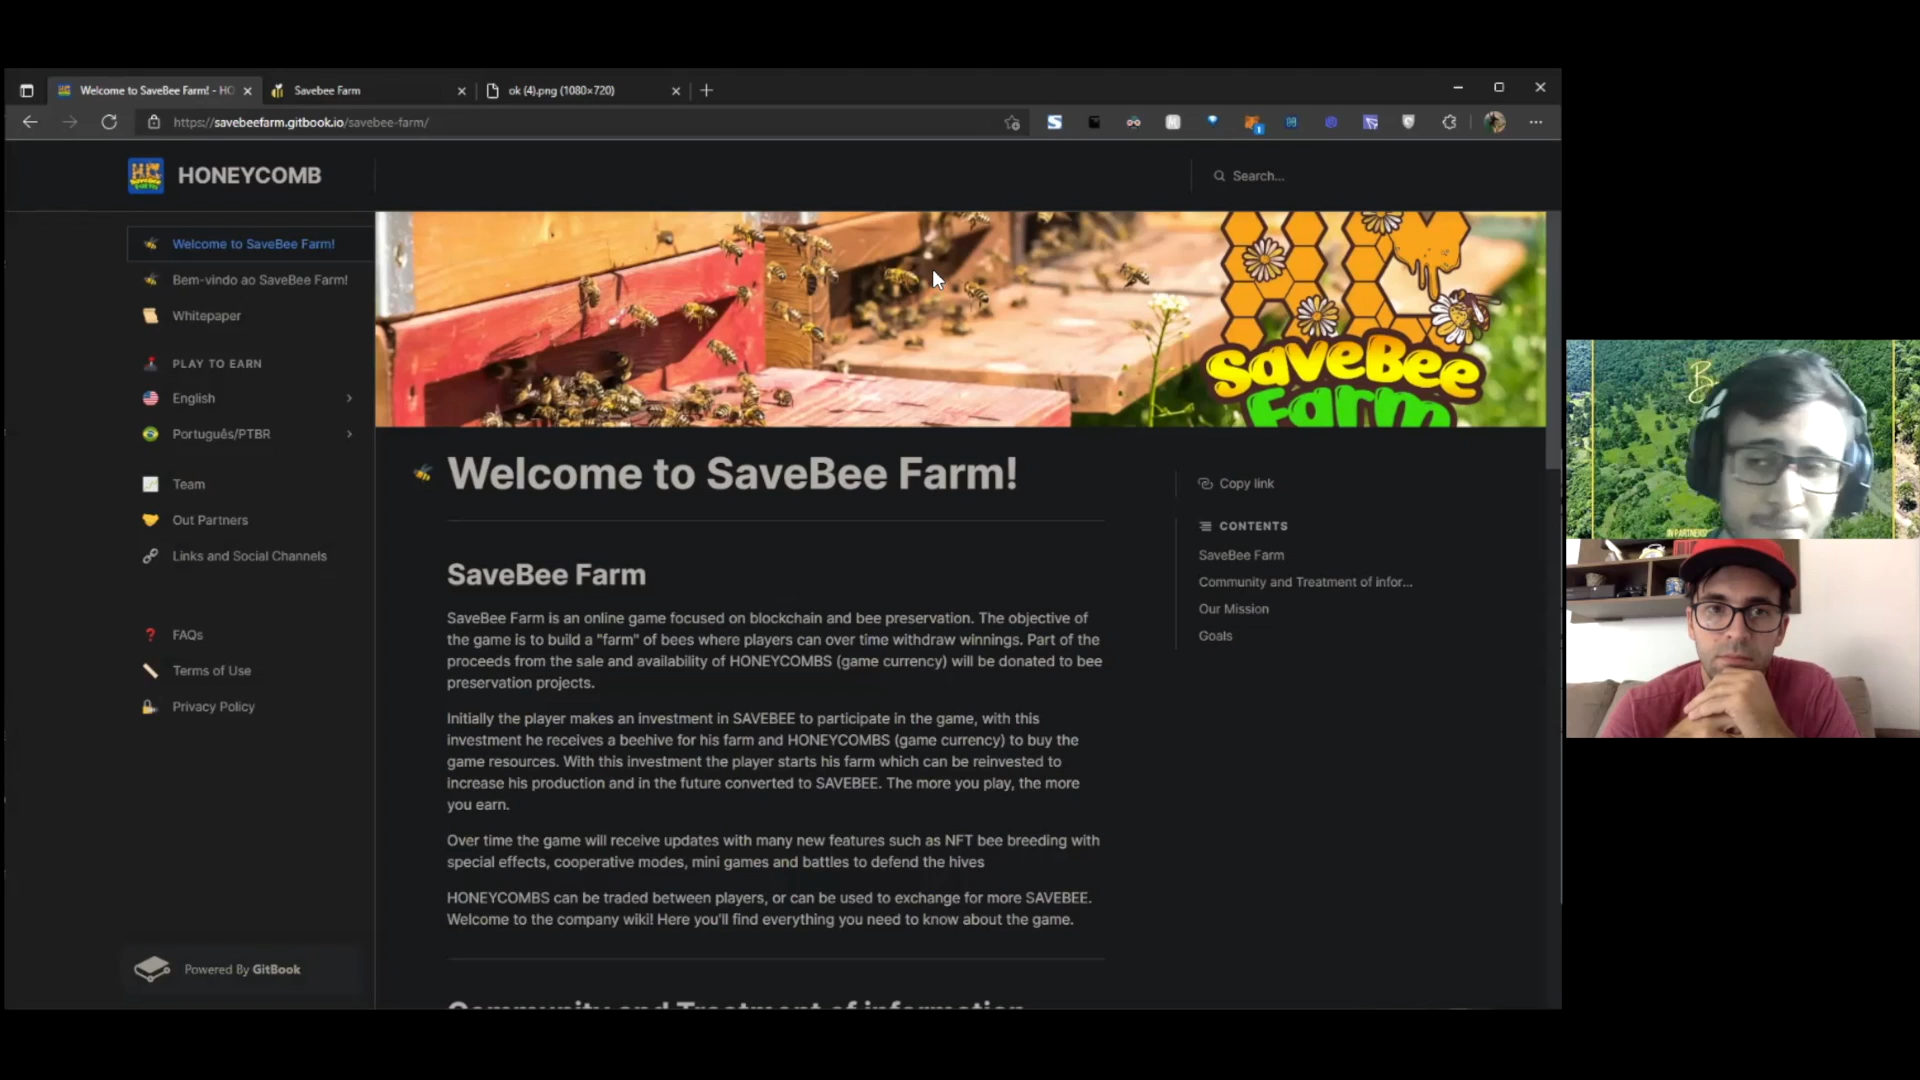 Welcome to SaveBee Farm! - HO
Savebee Farm
ok (4).png (1080×720)
https://savebeefarm.gitbook.io/savebee-farm/
HONEYCOMB
Search...
Welcome to SaveBee Farm!
Bem-vindo ao SaveBee Farm!
Whitepaper
PLAY TO EARN
English
Português/PTBR
Team
Out Partners
Links and Social Channels
FAQs
Terms of Use
Privacy Policy
Powered By GitBook
SaveBee
Farm
Welcome to SaveBee Farm!
SaveBee Farm
SaveBee Farm is an online game focused on blockchain and bee preservation. The objective of
the game is to build a "farm" of bees where players can over time withdraw winnings. Part of the
proceeds from the sale and availability of HONEYCOMBS (game currency) will be donated to bee
preservation projects.
Initially the player makes an investment in SAVEBEE to participate in the game, with this
investment he receives a beehive for his farm and HONEYCOMBS (game currency) to buy the
game resources. With this investment the player starts his farm which can be reinvested to
increase his production and in the future converted to SAVEBEE. The more you play, the more
you earn.
Over time the game will receive updates with many new features such as NFT bee breeding with
special effects, cooperative modes, mini games and battles to defend the hives
HONEYCOMBS can be traded between players, or can be used to exchange for more SAVEBEE.
Welcome to the company wiki! Here you'll find everything you need to know about the game.
Community and Treatment of information
Copy link
CONTENTS
SaveBee Farm
Community and Treatment of infor...
Our Mission
Goals
B
IN PARTNERS